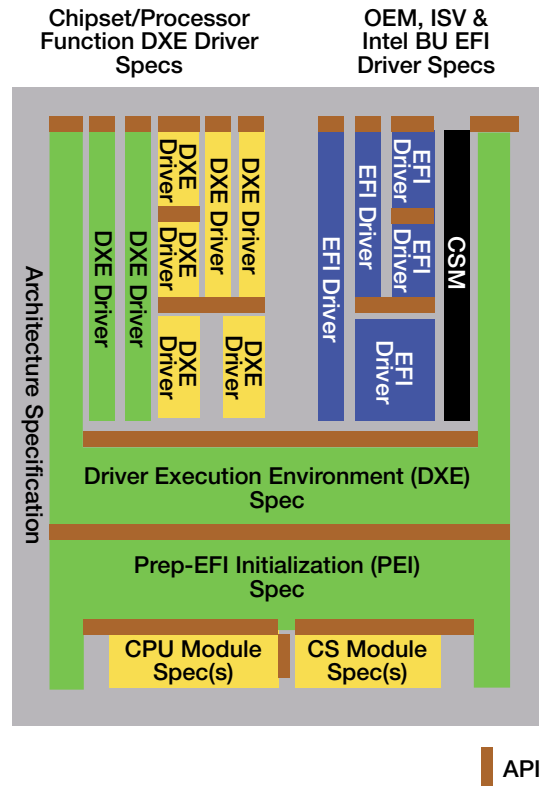 Chipset/Processor
Function DXE Driver
Specs
OEM, ISV &
Intel BU EFI
Driver Specs
Architecture Specification
DXE Driver
DXE Driver
DXE
Driver
DXE
Driver
DXE Driver
DXE Driver
DXE
Driver
DXE
Driver
EFI Driver
EFI Driver
EFI
Driver
EFI
Driver
EFI
Driver
CSM
Driver Execution Environment (DXE)
Spec
Prep-EFI Initialization (PEI)
Spec
CPU Module
Spec(s)
CS Module
Spec(s)
API